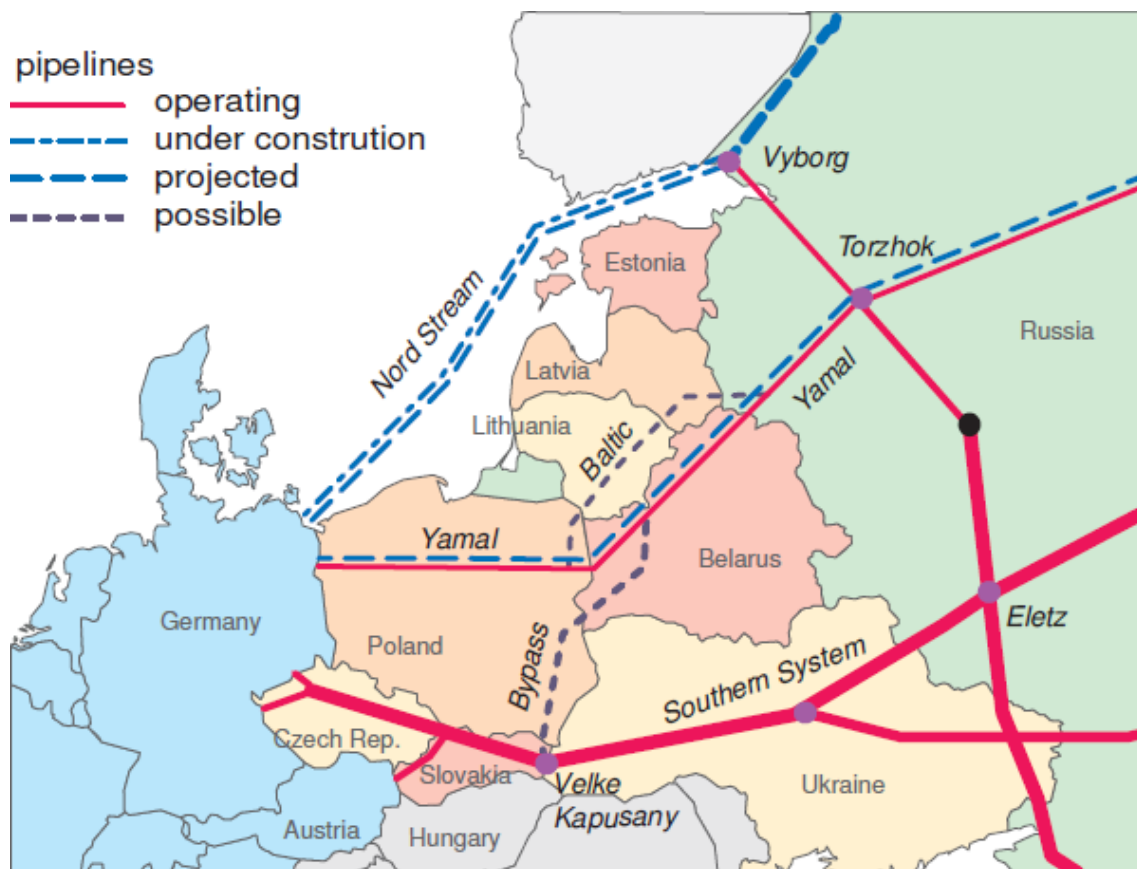 pipelines
operating
under constrution
projected
possible
Vyborg
Torzhok
Estonia
Russia
Nord Stream
Latvia
Yamal
Lithuania
Baltic
Yamal
Belarus
Germany
Eletz
Poland
Bypass
Southern System
Czech Rep.
Slovakia
Velke
Kapusany
Ukraine
Austria
Hungary